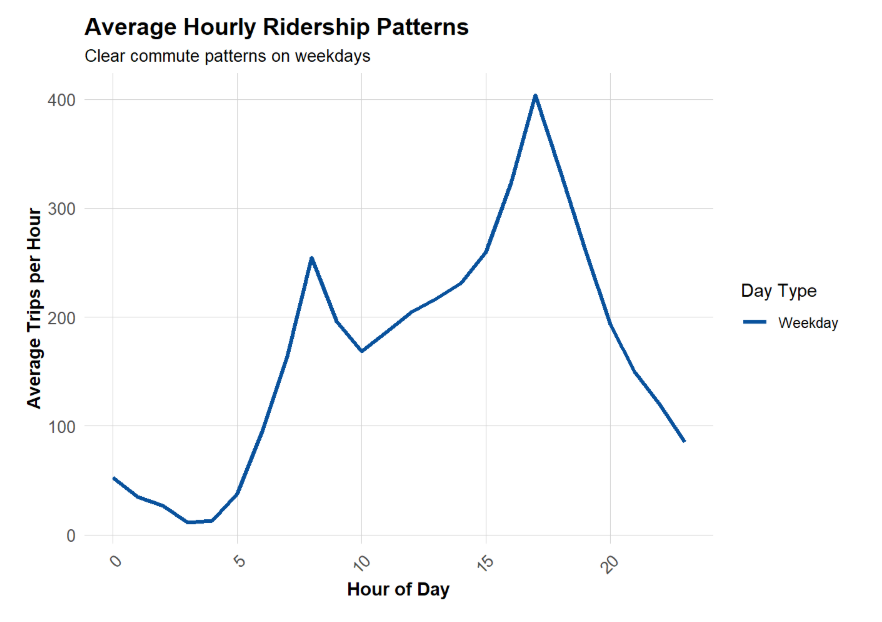 Average Hourly Ridership Patterns
Clear commute patterns on weekdays
400
300
200
100
0
Average Trips per Hour
0
5
10
15
20
Hour of Day
Day Type
Weekday